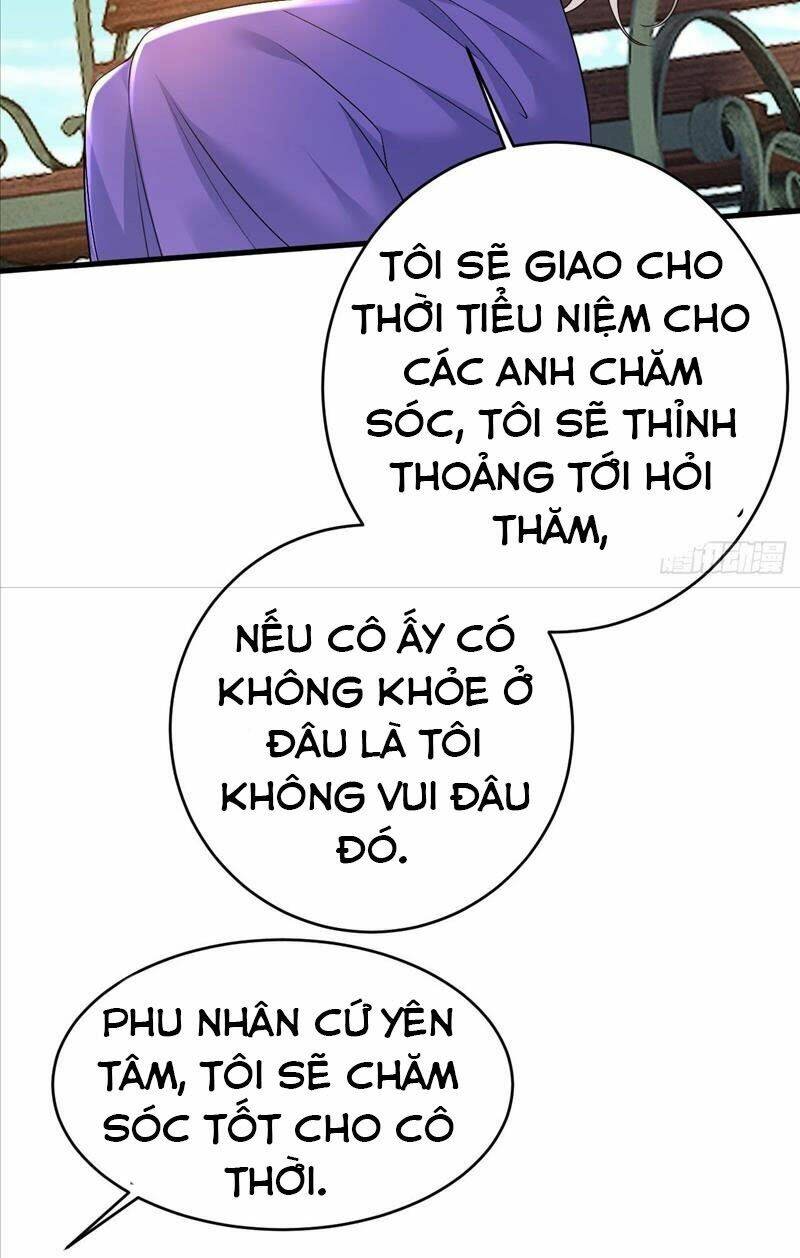 TÔI SẼ GIAO CHO
THỜI TIỂU NIỆM CHO
CÁC ANH CHĂM
SÓC, TÔI SẼ THỈNH
THOẢNG TỚI HỎI
THĂM,
NẾU CÔ ẤY CÓ
KHÔNG KHỎE Ở
ĐÂU LÀ TÔI
KHÔNG VUI ĐÂU
ĐÓ.
PHU NHÂN CỨ YÊN
TÂM, TÔI SẼ CHĂM
SÓC TỐT CHO CÔ
THỜI.